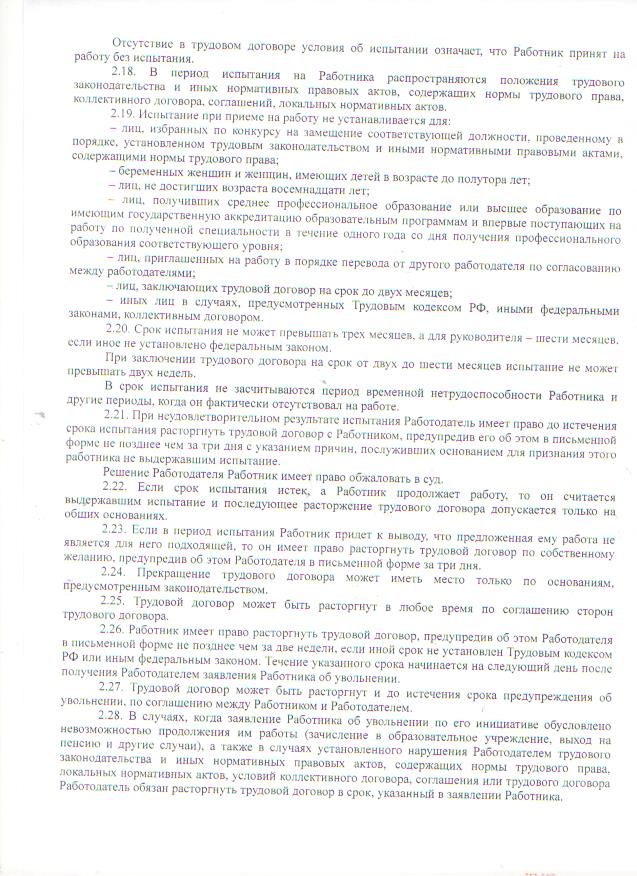 Отсутствие в трудовом договоре условия об испытании означает, что Работник принят на
работу без испытания.
2.18. В период испытания на Работника распространяются положения трудового
законодательства и иных нормативных правовых актов, содержащих нормы трудового права,
коллективного договора, соглашений, локальных нормативных актов.
2.19. Испытание при приеме на работу не устанавливается для:
– лиц, избранных по конкурсу на замещение соответствующей должности, проведенному в
порядке, установленном трудовым законодательством и иными нормативными правовыми актами,
содержащими нормы трудового права;
– беременных женщин и женщин, имеющих детей в возрасте до полутора лет;
– лиц, не достигших возраста восемнадцати лет;
– лиц, получивших среднее профессиональное образование или высшее образование по
имеющим государственную аккредитацию образовательным программам и впервые поступающих на
работу по полученной специальности в течение одного года со дня получения профессионального
образования соответствующего уровня;
– лиц, приглашенных на работу в порядке перевода от другого работодателя по согласованию
между работодателями;
– лиц, заключающих трудовой договор на срок до двух месяцев;
– иных лиц в случаях, предусмотренных Трудовым кодексом РФ, иными федеральными
законами, коллективным договором.
2.20. Срок испытания не может превышать трех месяцев, а для руководителя – шести месяцев,
если иное не установлено федеральным законом.
При заключении трудового договора на срок от двух до шести месяцев испытание не может
превышать двух недель.
В срок испытания не засчитываются период временной нетрудоспособности Работника и
другие периоды, когда он фактически отсутствовал на работе.
2.21. При неудовлетворительном результате испытания Работодатель имеет право до истечения
срока испытания расторгнуть трудовой договор с Работником, предупредив его об этом в письменной
форме не позднее чем за три дня с указанием причин, послуживших основанием для признания этого
работника не выдержавшим испытание.
Решение Работодателя Работник имеет право обжаловать в суд.
2.22. Если срок испытания истек, а Работник продолжает работу, то он считается
выдержавшим испытание и последующее расторжение трудового договора допускается только на
общих основаниях.
2.23. Если в период испытания Работник придет к выводу, что предложенная ему работа не
является для него подходящей, то он имеет право расторгнуть трудовой договор по собственному
желанию, предупредив об этом Работодателя в письменной форме за три дня.
2.24. Прекращение трудового договора может иметь место только по основаниям,
предусмотренным законодательством.
2.25. Трудовой договор может быть расторгнут в любое время по соглашению сторон
трудового договора.
2.26. Работник имеет право расторгнуть трудовой договор, предупредив об этом Работодателя
в письменной форме не позднее чем за две недели, если иной срок не установлен Трудовым кодексом
РФ или иным федеральным законом. Течение указанного срока начинается на следующий день после
получения Работодателем заявления Работника об увольнении.
2.27. Трудовой договор может быть расторгнут и до истечения срока предупреждения об
увольнении, по соглашению между Работником и Работодателем.
2.28. В случаях, когда заявление Работника об увольнении по его инициативе обусловлено
невозможностью продолжения им работы (зачисление в образовательное учреждение, выход на
пенсию и другие случаи), а также в случаях установленного нарушения Работодателем трудового
законодательства и иных нормативных правовых актов, содержащих нормы трудового права,
локальных нормативных актов, условий коллективного договора, соглашения или трудового договора
Работодатель обязан расторгнуть трудовой договор в срок, указанный в заявлении Работника.